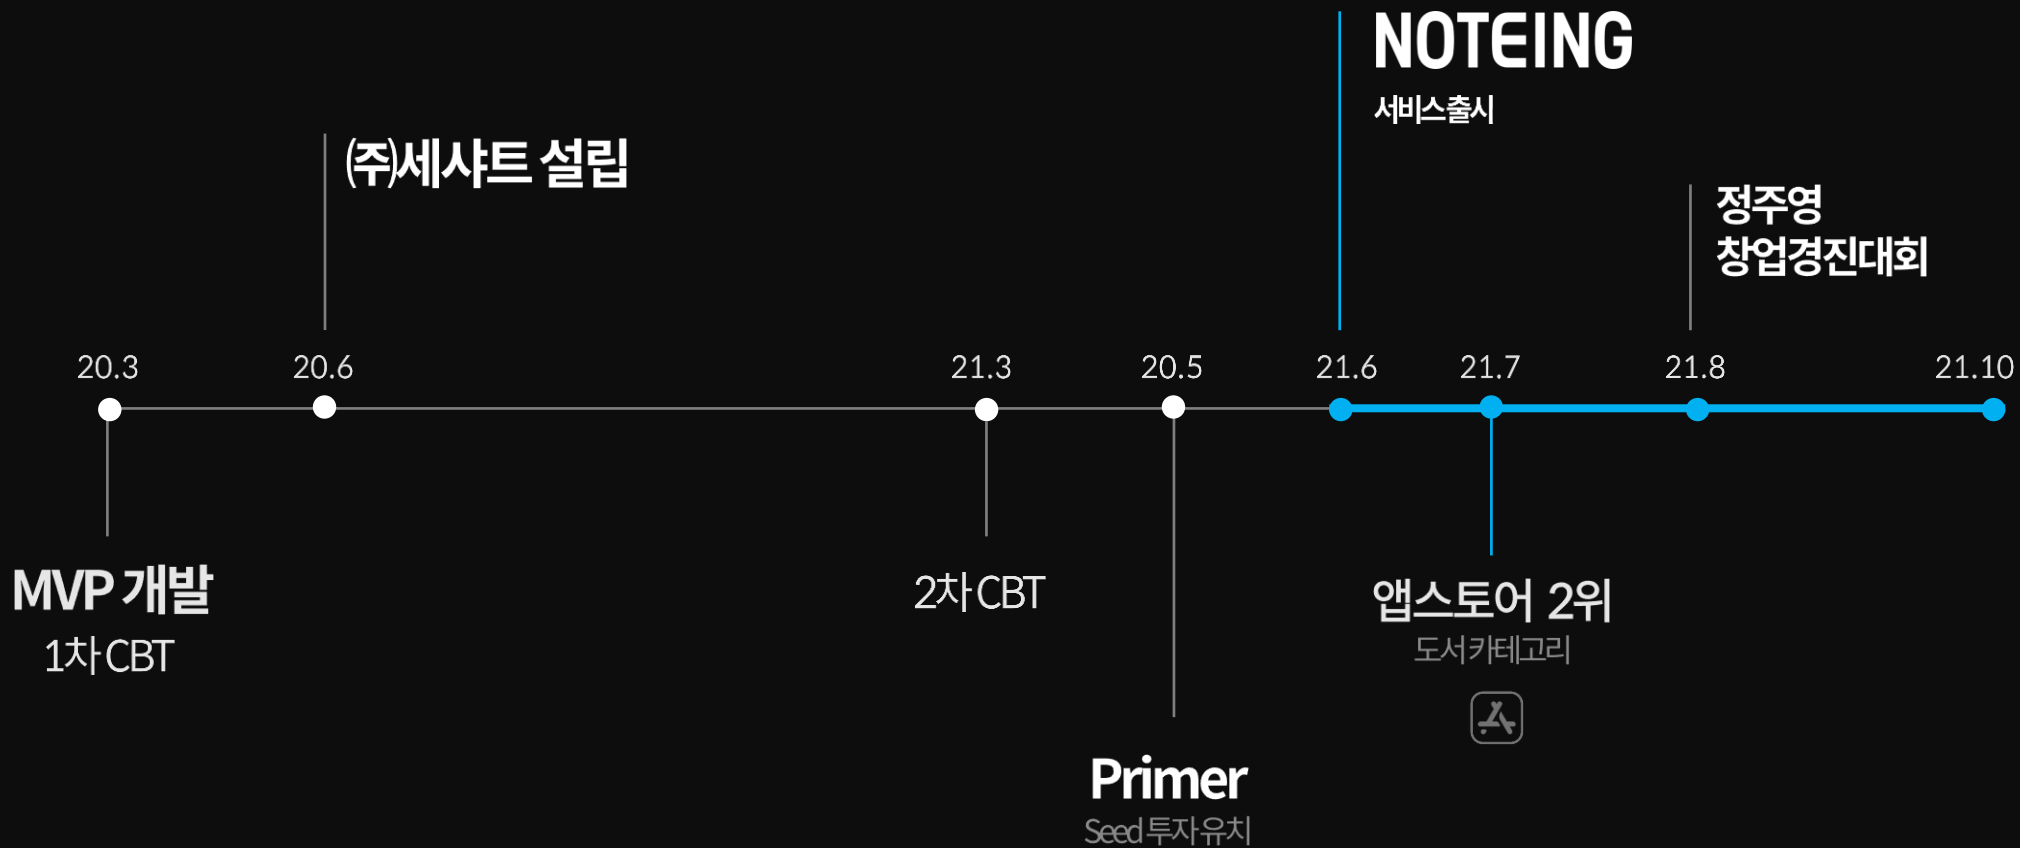 NOTEING
서비스 출시
㈜세샤트 설립
정주영
창업경진대회
20.3
20.6
21.3
20.5
21.6
21.7
21.8
21.10
MVP 개발
1차 CBT
2차 CBT
앱스토어 2위
도서 카테고리
Primer
Seed 투자 유치